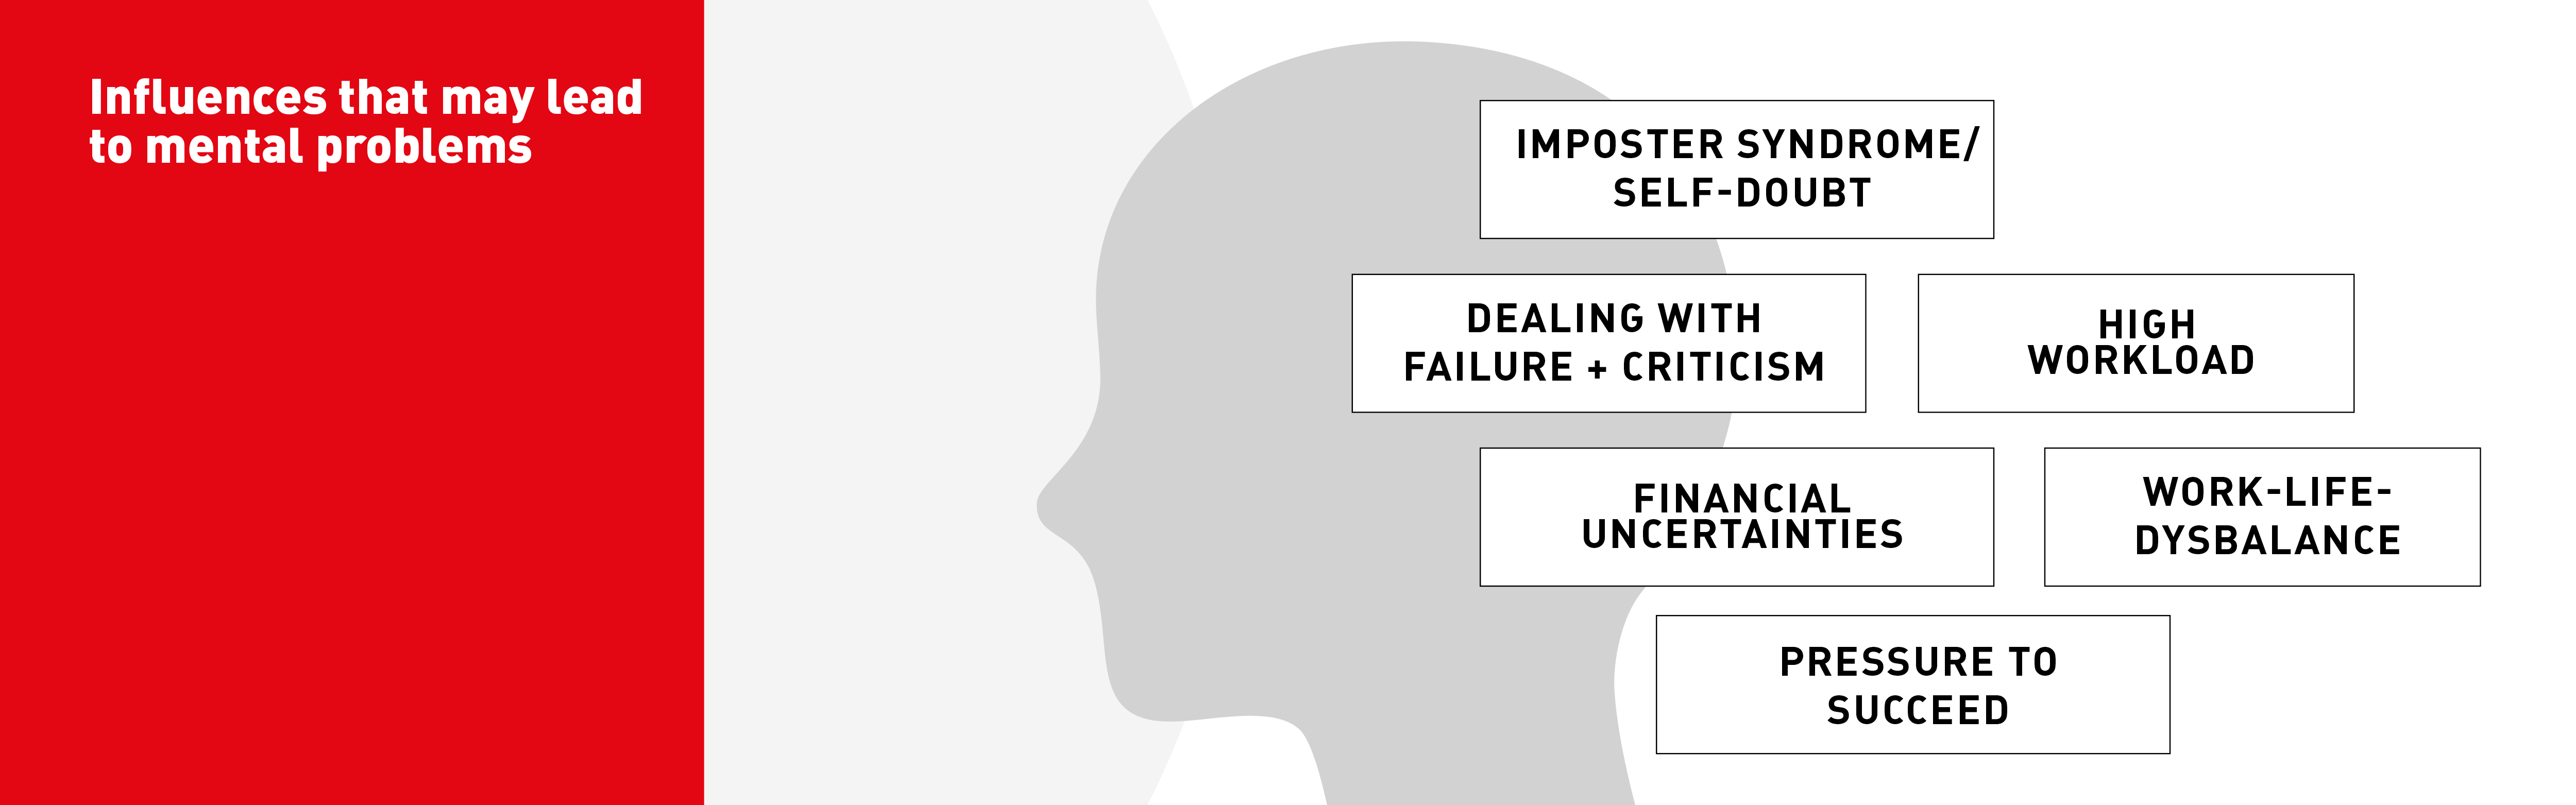 Influences that may lead
to mental problems
IMPOSTER SYNDROME/
SELF-DOUBT
DEALING WITH
FAILURE + CRITICISM
HIGH
WORKLOAD
FINANCIAL
UNCERTAINTIES
WORK-LIFE-
DYSBALANCE
PRESSURE TO
SUCCEED